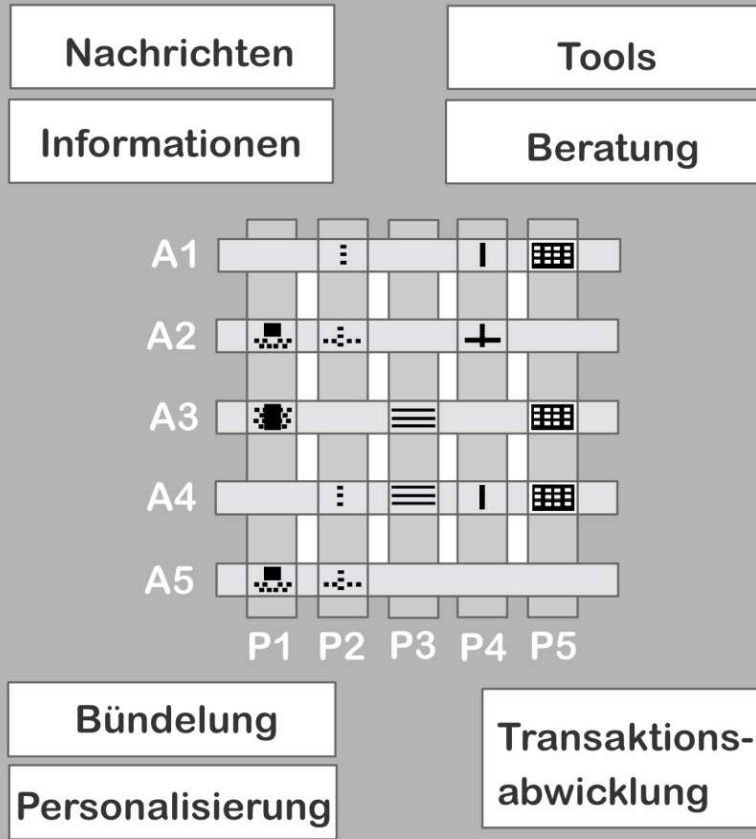 Nachrichten
Tools
Informationen
Beratung
A1
A2
A3
A4
A5
P1 P2 P3 P4 P5
Bündelung
Transaktions-
abwicklung
Personalisierung